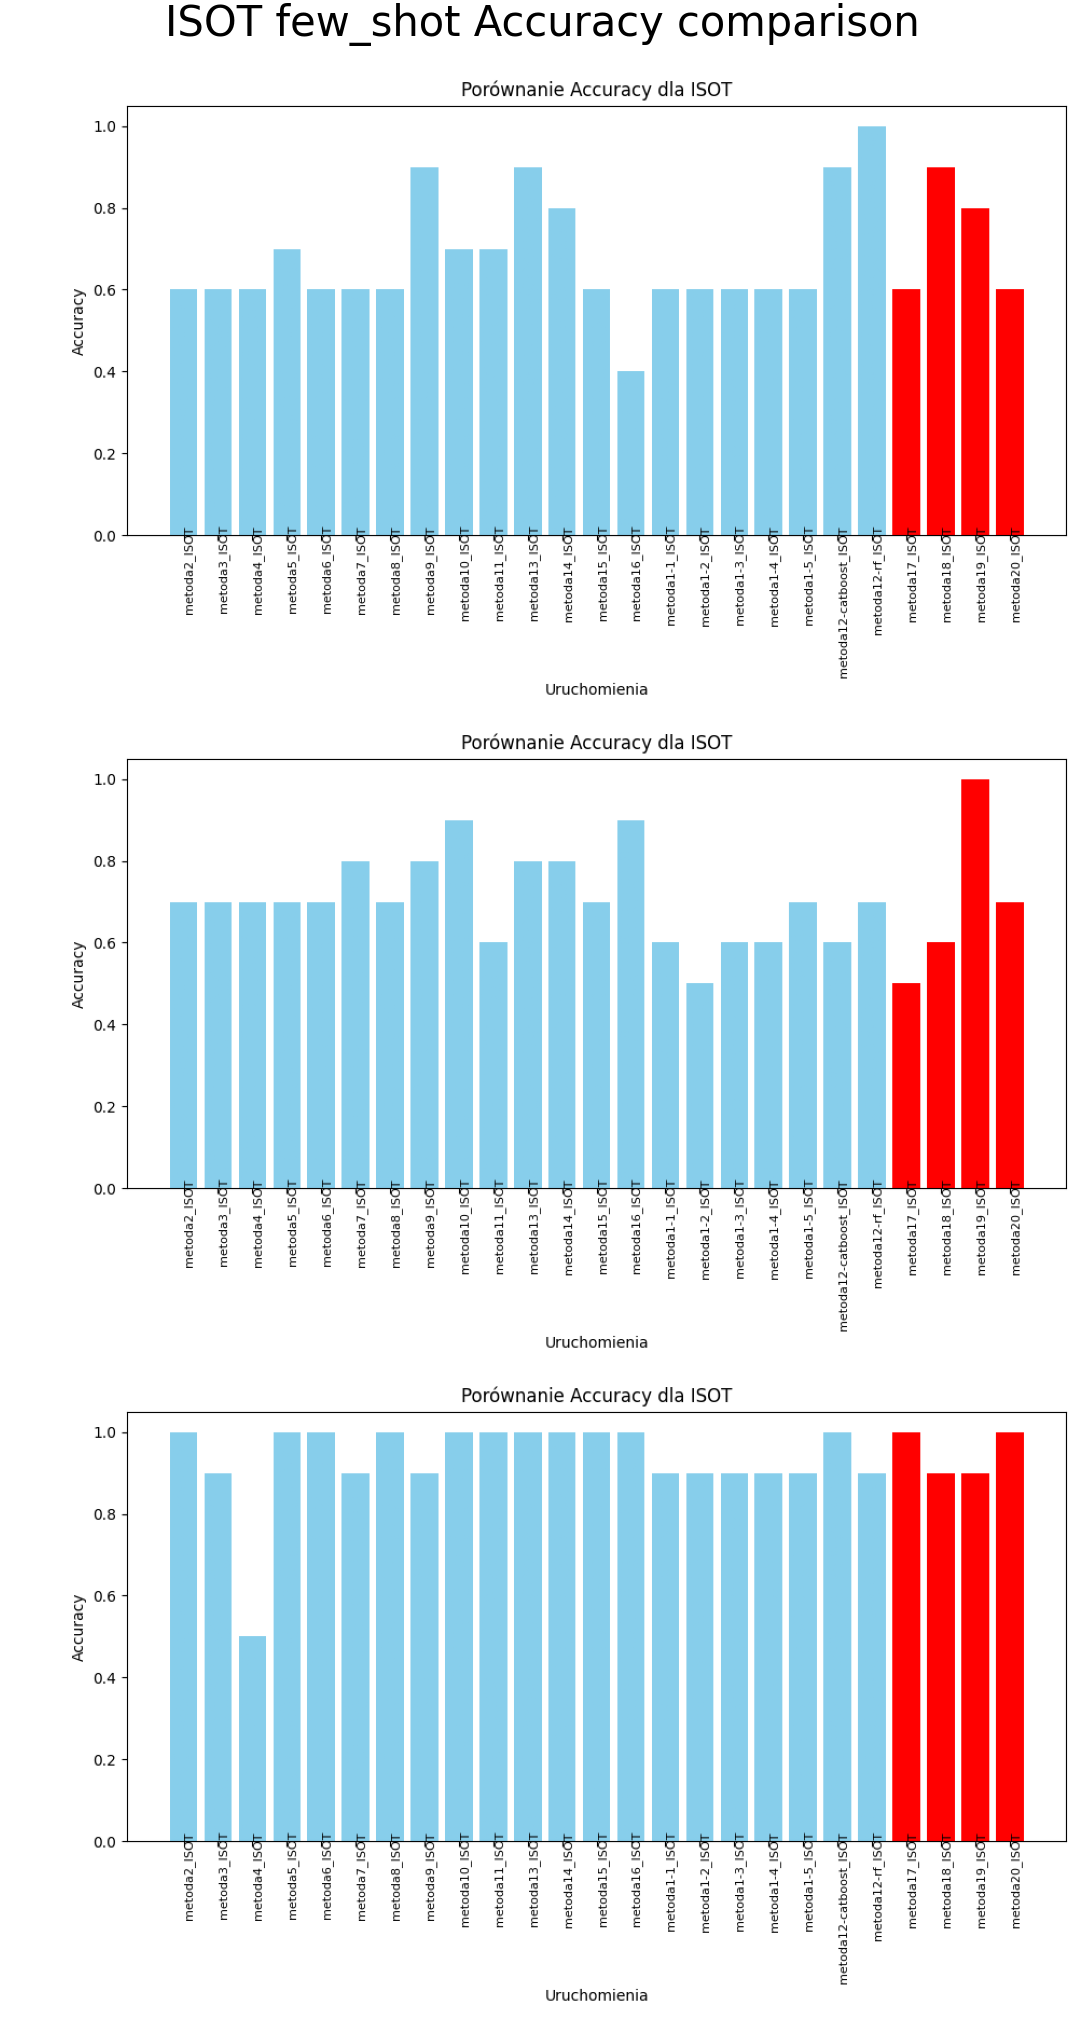 ISOT few_shot Accuracy comparison
Porównanie Accuracy dla ISOT
Accuracy
1.0
0.8
0.6
0.4
0.2
0.0
metoda2_ISOT
metoda3_ISOT
metoda4_ISOT
metoda5_ISOT
metoda6_ISOT
metoda7_ISOT
metoda8_ISOT
metoda9_ISOT
metoda10_ISOT
metoda11_ISOT
metoda13_ISOT
metoda14_ISOT
metoda15_ISOT
metoda16_ISOT
metoda1-1_ISOT
metoda1-2_ISOT
metoda1-3_ISOT
metoda1-4_ISOT
metoda1-5_ISOT
metoda12-catboost_ISOT
metoda12-rf_ISOT
metoda17_ISOT
metoda18_ISOT
metoda19_ISOT
metoda20_ISOT
Uruchomienia
Porównanie Accuracy dla ISOT
Accuracy
1.0
0.8
0.6
0.4
0.2
0.0
metoda2_ISOT
metoda3_ISOT
metoda4_ISOT
metoda5_ISOT
metoda6_ISOT
metoda7_ISOT
metoda8_ISOT
metoda9_ISOT
metoda10_ISOT
metoda11_ISOT
metoda13_ISOT
metoda14_ISOT
metoda15_ISOT
metoda16_ISOT
metoda1-1_ISOT
metoda1-2_ISOT
metoda1-3_ISOT
metoda1-4_ISOT
metoda1-5_ISOT
metoda12-catboost_ISOT
metoda12-rf_ISOT
metoda17_ISOT
metoda18_ISOT
metoda19_ISOT
metoda20_ISOT
Uruchomienia
Porównanie Accuracy dla ISOT
Accuracy
1.0
0.8
0.6
0.4
0.2
0.0
metoda2_ISOT
metoda3_ISOT
metoda4_ISOT
metoda5_ISOT
metoda6_ISOT
metoda7_ISOT
metoda8_ISOT
metoda9_ISOT
metoda10_ISOT
metoda11_ISOT
metoda13_ISOT
metoda14_ISOT
metoda15_ISOT
metoda16_ISOT
metoda1-1_ISOT
metoda1-2_ISOT
metoda1-3_ISOT
metoda1-4_ISOT
metoda1-5_ISOT
metoda12-catboost_ISOT
metoda12-rf_ISOT
metoda17_ISOT
metoda18_ISOT
metoda19_ISOT
metoda20_ISOT
Uruchomienia